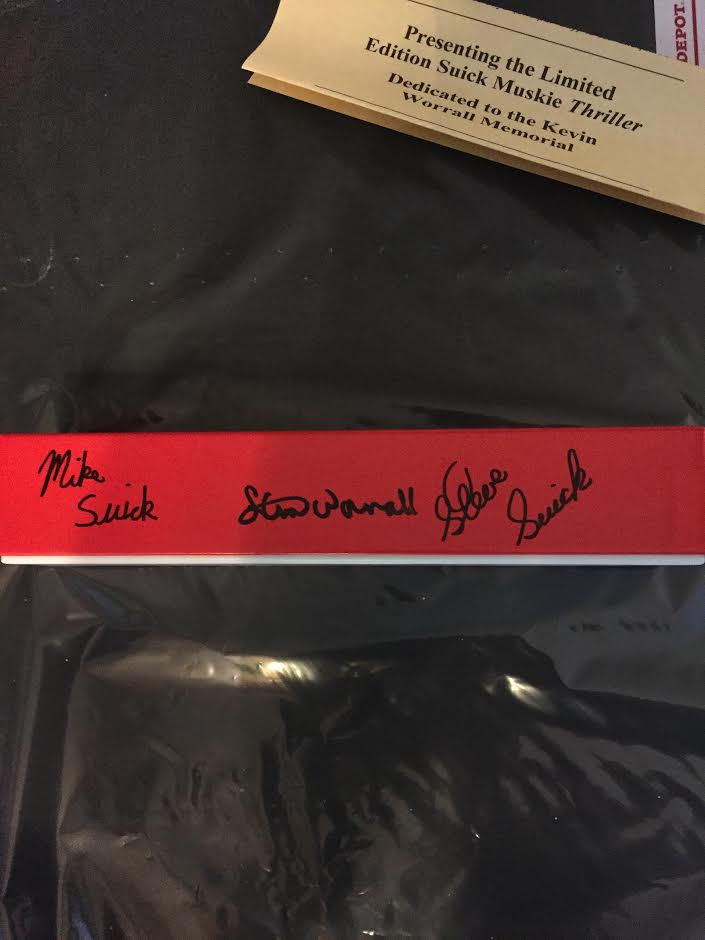 DEPOT.
Presenting the Limited
Edition Suick Muskie Thriller
Dedicated to the Kevin
Worrall Memorial
Mike
Suick
Steve Worrall
Steve
Suick